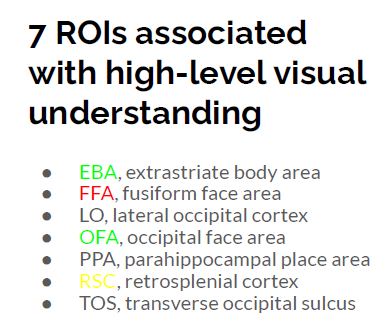 7 ROIs associated
with high-level visual
understanding
● EBA, extrastriate body area
● FFA, fusiform face area
● LO, lateral occipital cortex
● OFA, occipital face area
● PPA, parahippocampal place area
● RSC, retrosplenial cortex
● TOS, transverse occipital sulcus